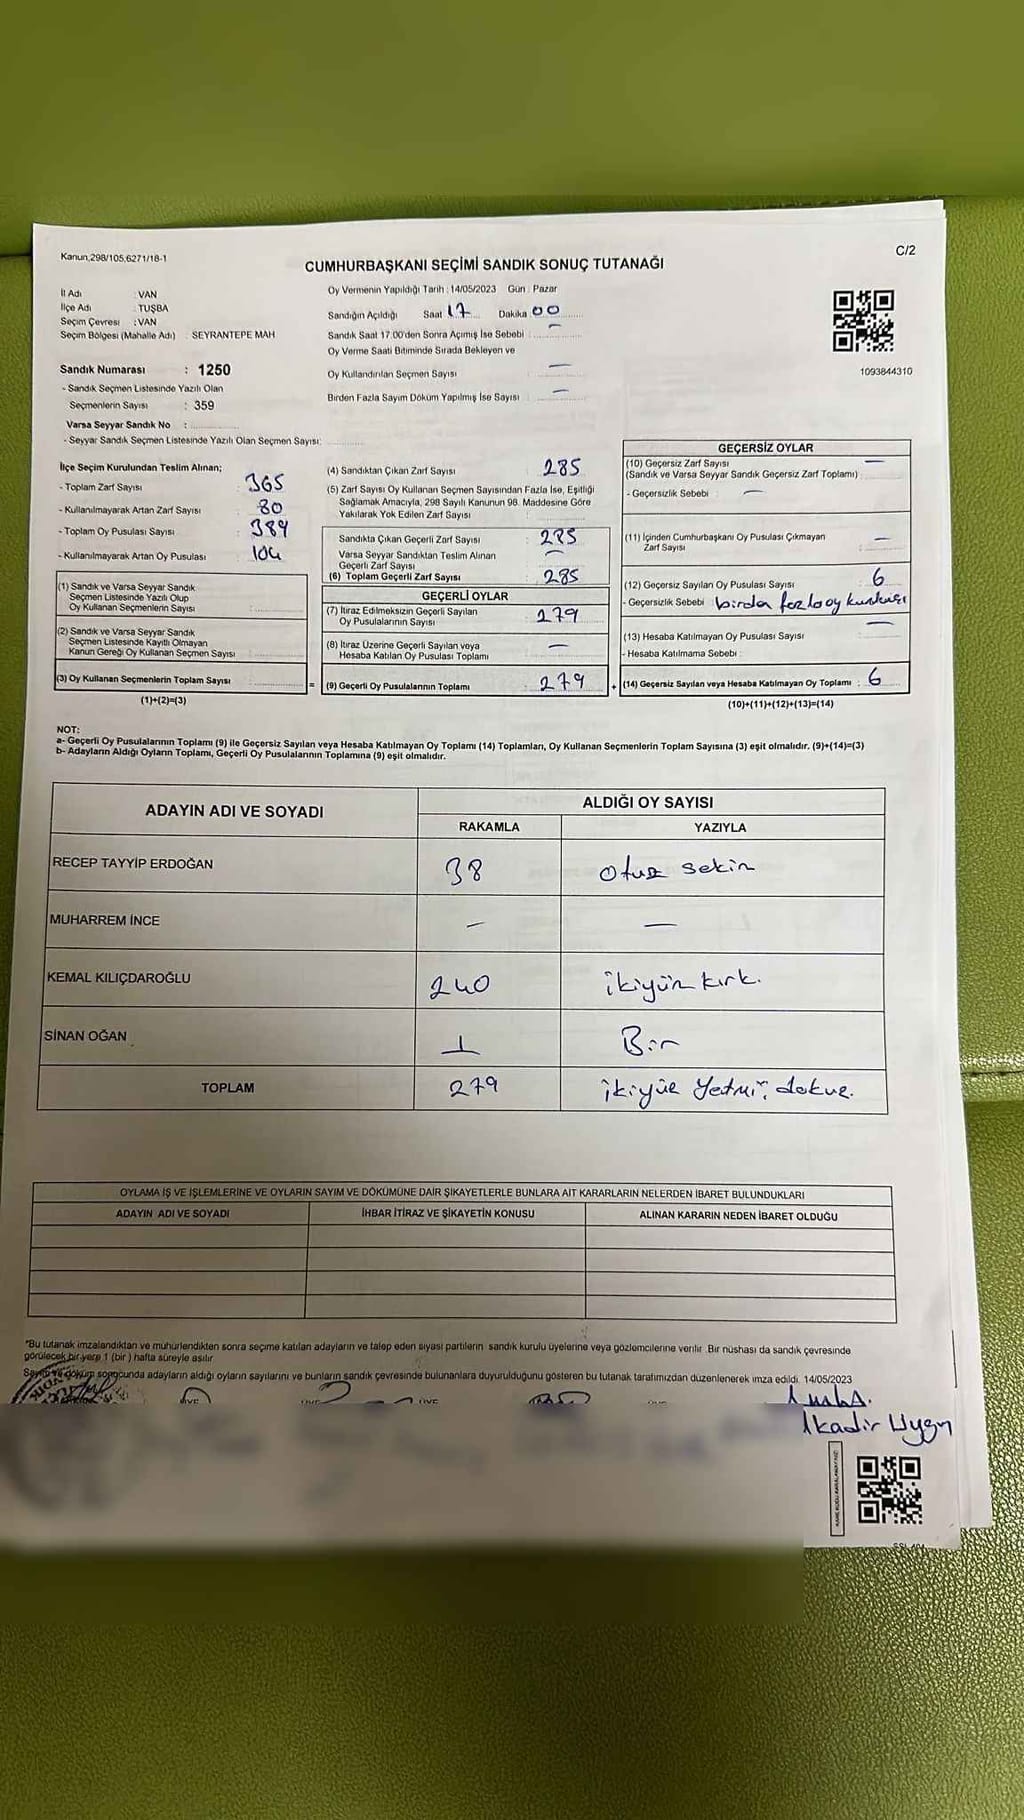 Kanun,298/105,6271/18-1
C/2
CUMHURBAŞKANI SEÇİMİ SANDIK SONUÇ TUTANAĞI
İl Adı : VAN
İlçe Adı : TUŞBA
Seçim Çevresi : VAN
Seçim Bölgesi (Mahalle Adı) : SEYRANTEPE MAH
Sandık Numarası : 1250
- Sandık Seçmen Listesinde Yazılı Olan
Seçmenlerin Sayısı : 359
Varsa Seyyar Sandık No :
- Seyyar Sandık Seçmen Listesinde Yazılı Olan Seçmen Sayısı:
Oy Vermenin Yapıldığı Tarih : 14/05/2023 Gün : Pazar
Sandığın Açıldığı Saat 17 Dakika 00
Sandık Saat 17.00'den Sonra Açımış İse Sebebi : —
Oy Verme Saati Bitiminde Sırada Bekleyen ve
Oy Kullandırılan Seçmen Sayısı —
Birden Fazla Sayım Döküm Yapılmış İse Sayısı —
1093844310
İlçe Seçim Kurulundan Teslim Alınan;
- Toplam Zarf Sayısı : 365
- Kullanılmayarak Artan Zarf Sayısı : 80
- Toplam Oy Pusulası Sayısı : 389
- Kullanılmayarak Artan Oy Pusulası : 104
(1) Sandık ve Varsa Seyyar Sandık
Seçmen Listesinde Yazılı Olup
Oy Kullanan Seçmenlerin Sayısı
(2) Sandık ve Varsa Seyyar Sandık
Seçmen Listesinde Kayıtlı Olmayan
Kanun Gereği Oy Kullanan Seçmen Sayısı
(3) Oy Kullanan Seçmenlerin Toplam Sayısı
(1)+(2)=(3)
(4) Sandıktan Çıkan Zarf Sayısı : 285
(5) Zarf Sayısı Oy Kullanan Seçmen Sayısından Fazla İse, Eşitliği
Sağlamak Amacıyla, 298 Sayılı Kanunun 98. Maddesine Göre
Yakılarak Yok Edilen Zarf Sayısı
Sandıkta Çıkan Geçerli Zarf Sayısı : 285
Varsa Seyyar Sandıktan Teslim Alınan
Geçerli Zarf Sayısı : —
(6) Toplam Geçerli Zarf Sayısı : 285
GEÇERLİ OYLAR
(7) İtiraz Edilmeksizin Geçerli Sayılan
Oy Pusulalarının Sayısı : 279
(8) İtiraz Üzerine Geçerli Sayılan veya
Hesaba Katılan Oy Pusulası Toplamı —
= (9) Geçerli Oy Pusulalarının Toplamı : 279
GEÇERSİZ OYLAR
(10) Geçersiz Zarf Sayısı —
(Sandık ve Varsa Seyyar Sandık Geçersiz Zarf Toplamı) :
- Geçersizlik Sebebi : —
(11) İçinden Cumhurbaşkanı Oy Pusulası Çıkmayan
Zarf Sayısı : —
(12) Geçersiz Sayılan Oy Pusulası Sayısı : 6
- Geçersizlik Sebebi : birden fazla oy
(13) Hesaba Katılmayan Oy Pusulası Sayısı : —
- Hesaba Katılmama Sebebi :
+ (14) Geçersiz Sayılan veya Hesaba Katılmayan Oy Toplamı : 6
(10)+(11)+(12)+(13)=(14)
NOT:
a- Geçerli Oy Pusulalarının Toplamı (9) ile Geçersiz Sayılan veya Hesaba Katılmayan Oy Toplamı (14) Toplamları, Oy Kullanan Seçmenlerin Toplam Sayısına (3) eşit olmalıdır. (9)+(14)=(3)
b- Adayların Aldığı Oyların Toplamı, Geçerli Oy Pusulalarının Toplamına (9) eşit olmalıdır.
ADAYIN ADI VE SOYADI
ALDIĞI OY SAYISI
RAKAMLA YAZIYLA
RECEP TAYYİP ERDOĞAN 38 otuz sekiz
MUHARREM İNCE — —
KEMAL KILIÇDAROĞLU 240 ikiyüz kırk.
SİNAN OĞAN 1 Bir
TOPLAM 279 ikiyüz Yetmiş dokuz.
OYLAMA İŞ VE İŞLEMLERİNE VE OYLARIN SAYIM VE DÖKÜMÜNE DAİR ŞİKAYETLERLE BUNLARA AİT KARARLARIN NELERDEN İBARET BULUNDUKLARI
ADAYIN ADI VE SOYADI İHBAR İTİRAZ VE ŞİKAYETİN KONUSU ALINAN KARARIN NEDEN İBARET OLDUĞU
*Bu tutanak imzalandıktan ve mühürlendikten sonra seçime katılan adayların ve talep eden siyasi partilerin sandık kurulu üyelerine veya gözlemcilerine verilir .Bir nüshası da sandık çevresinde
görülecek bir yere 1 (bir ) hafta süreyle asılır
Sayım ve döküm sonucunda adayların aldığı oyların sayılarını ve bunların sandık çevresinde bulunanlara duyurulduğunu gösteren bu tutanak taratımızdan düzenlenerek imza edildi. 14/05/2023